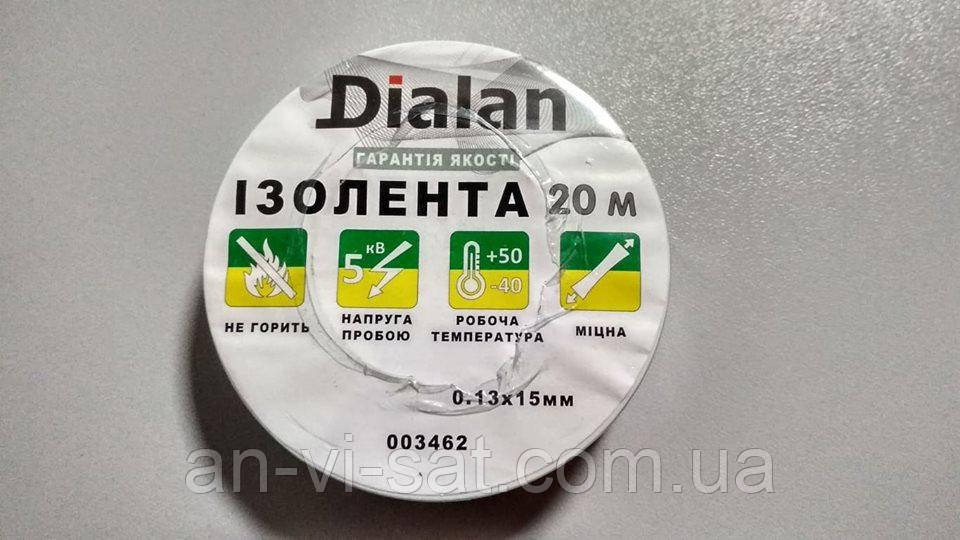 Dialan
ГАРАНТІЯ ЯКОСТІ
ІЗОЛЕНТА 20 м
5 кВ
+50
-40
НЕ ГОРИТЬ
НАПРУГА
ПРОБОЮ
РОБОЧА
ТЕМПЕРАТУРА
МІЦНА
0.13х15мм
003462
an-vi-sat.com.ua